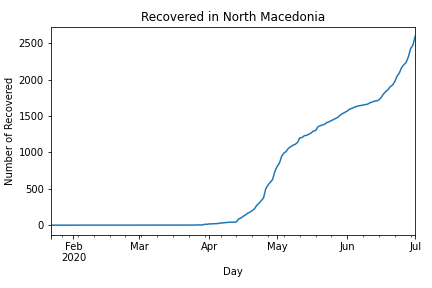 Recovered in North Macedonia
Number of Recovered
2500
2000
1500
1000
500
0
Feb
2020
Mar
Apr
May
Jun
Jul
Day